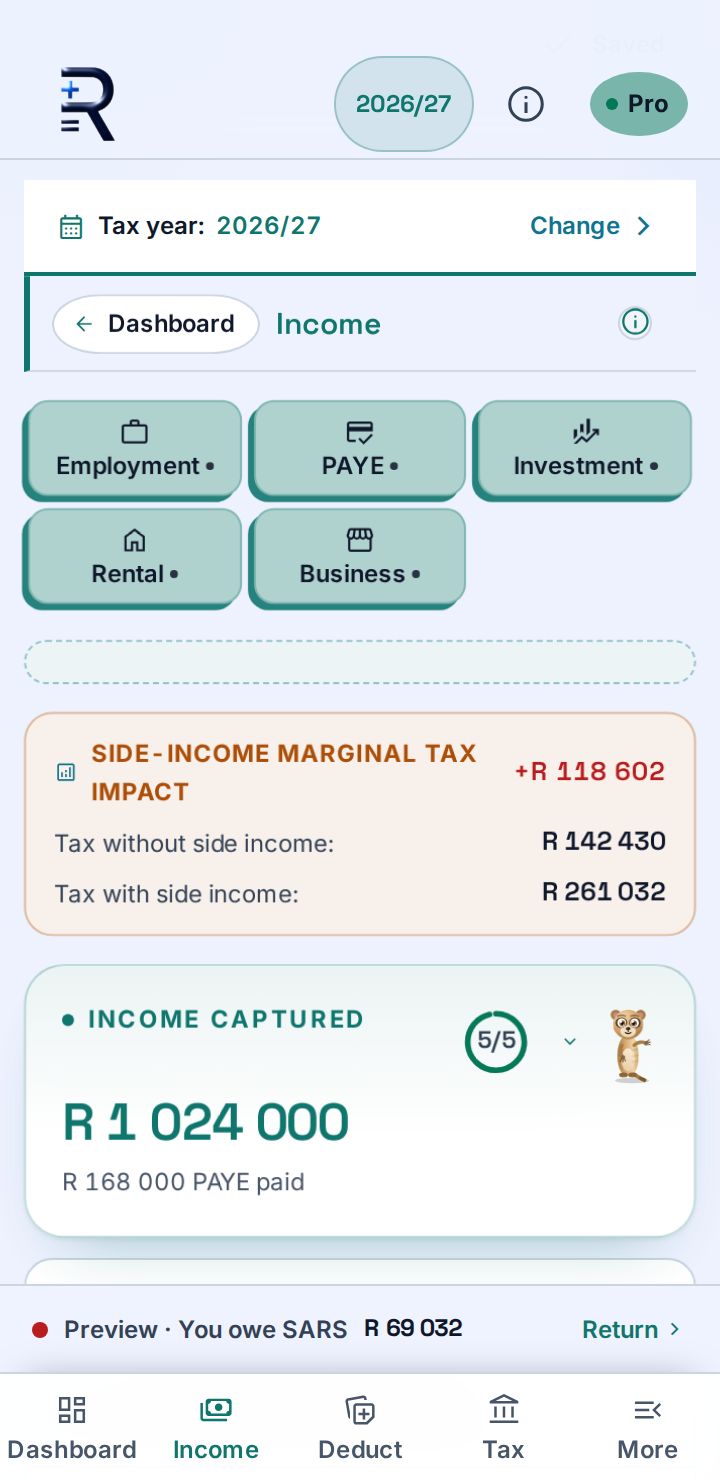 Saved
2026/27
Pro
Tax year: 2026/27
Change
Dashboard
Income
Employment
PAYE
Investment
Rental
Business
SIDE-INCOME MARGINAL TAX
IMPACT
+R 118 602
Tax without side income:
R 142 430
Tax with side income:
R 261 032
INCOME CAPTURED
5/5
R 1 024 000
R 168 000 PAYE paid
Preview · You owe SARS R 69 032
Return
Dashboard
Income
Deduct
Tax
More